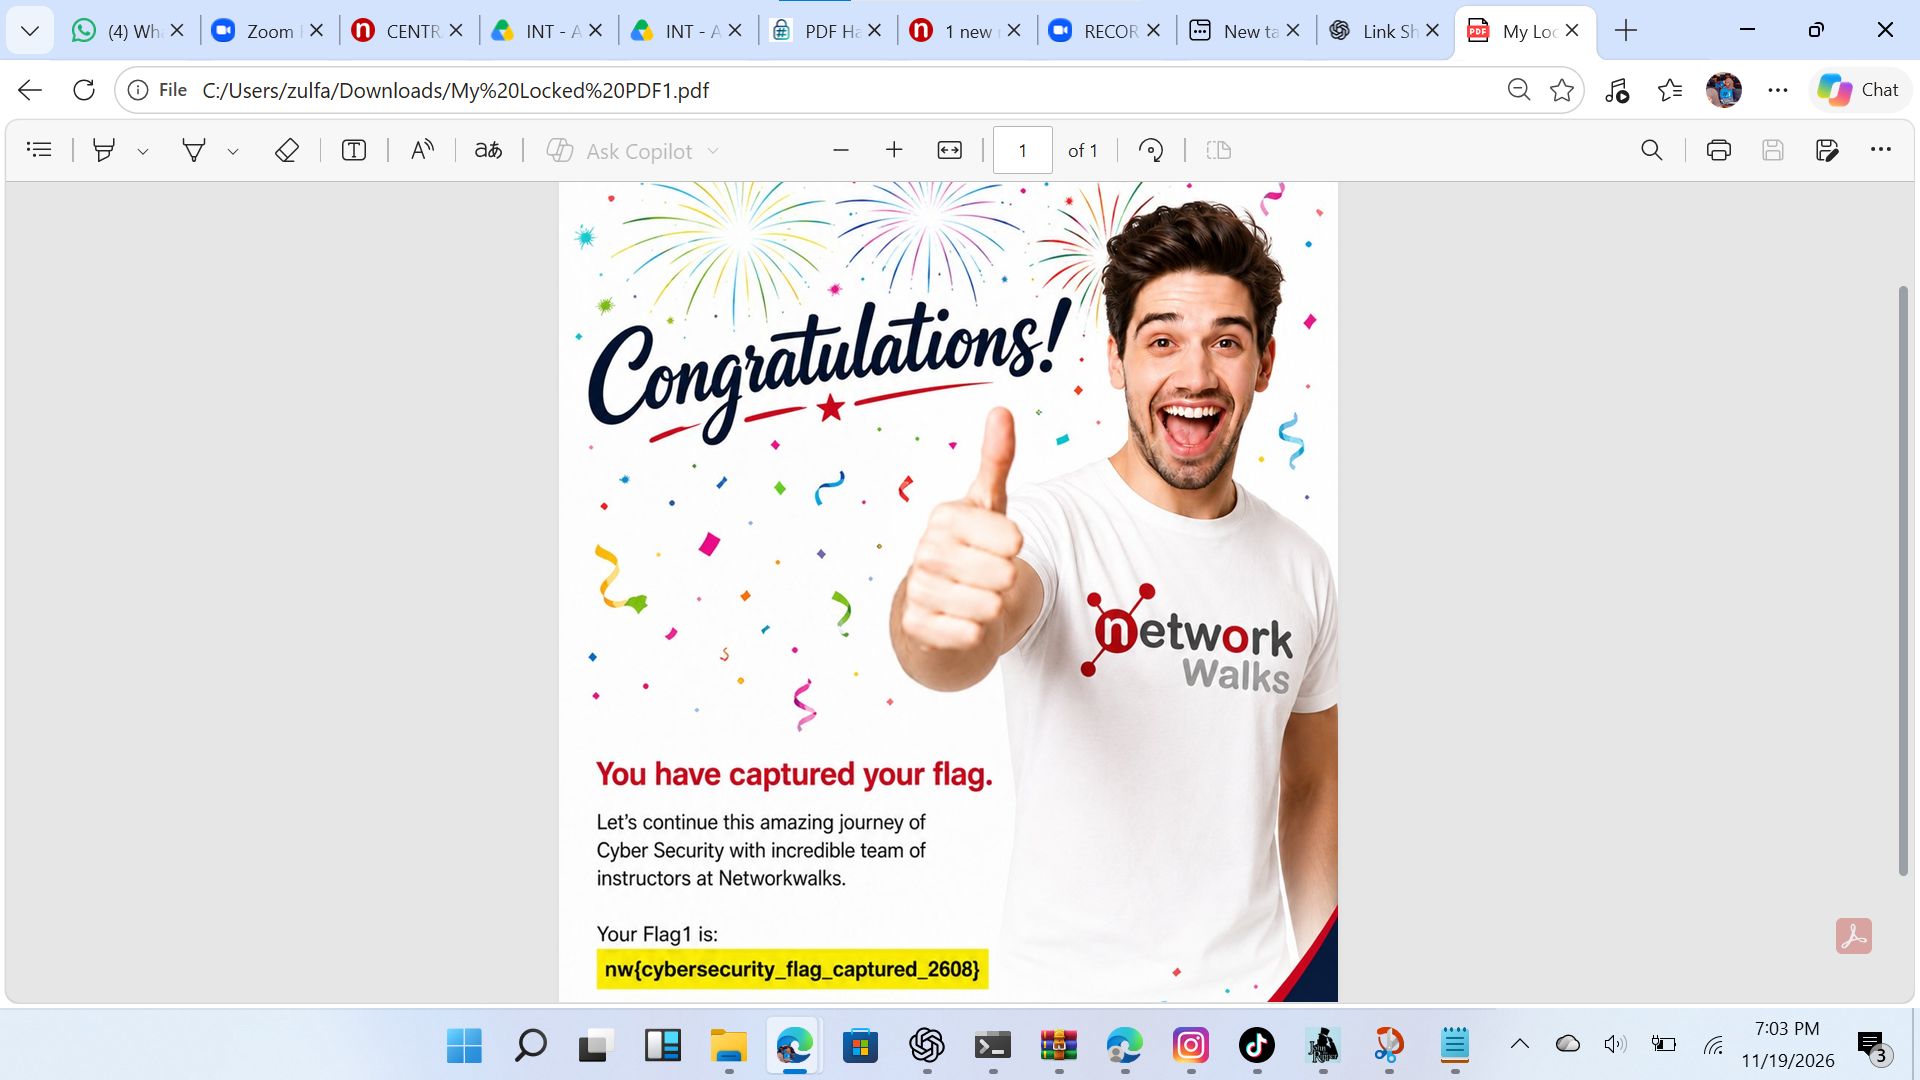 (4) Wh
Zoom
CENTR
INT - A
INT - A
PDF Ha
1 new
RECOR
New ta
Link Sh
PDF
My Loc
File C:/Users/zulfa/Downloads/My%20Locked%20PDF1.pdf
Chat
Ask Copilot
1 of 1
Congratulations!
network
Walks
You have captured your flag.
Let's continue this amazing journey of
Cyber Security with incredible team of
instructors at Networkwalks.
Your Flag1 is:
nw{cybersecurity_flag_captured_2608}
7:03 PM
11/19/2026
3